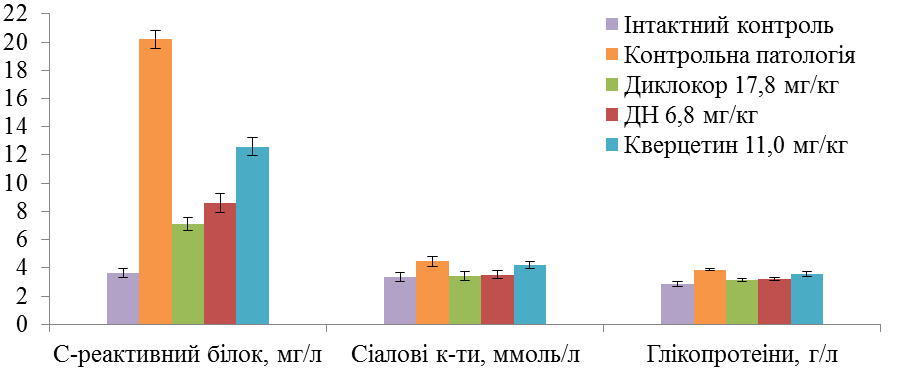 22
20
18
16
14
12
10
8
6
4
2
0
Інтактний контроль
Контрольна патологія
Диклокор 17,8 мг/кг
ДН 6,8 мг/кг
Кверцетин 11,0 мг/кг
С-реактивний білок, мг/л
Сіалові к-ти, ммоль/л
Глікопротеїни, г/л